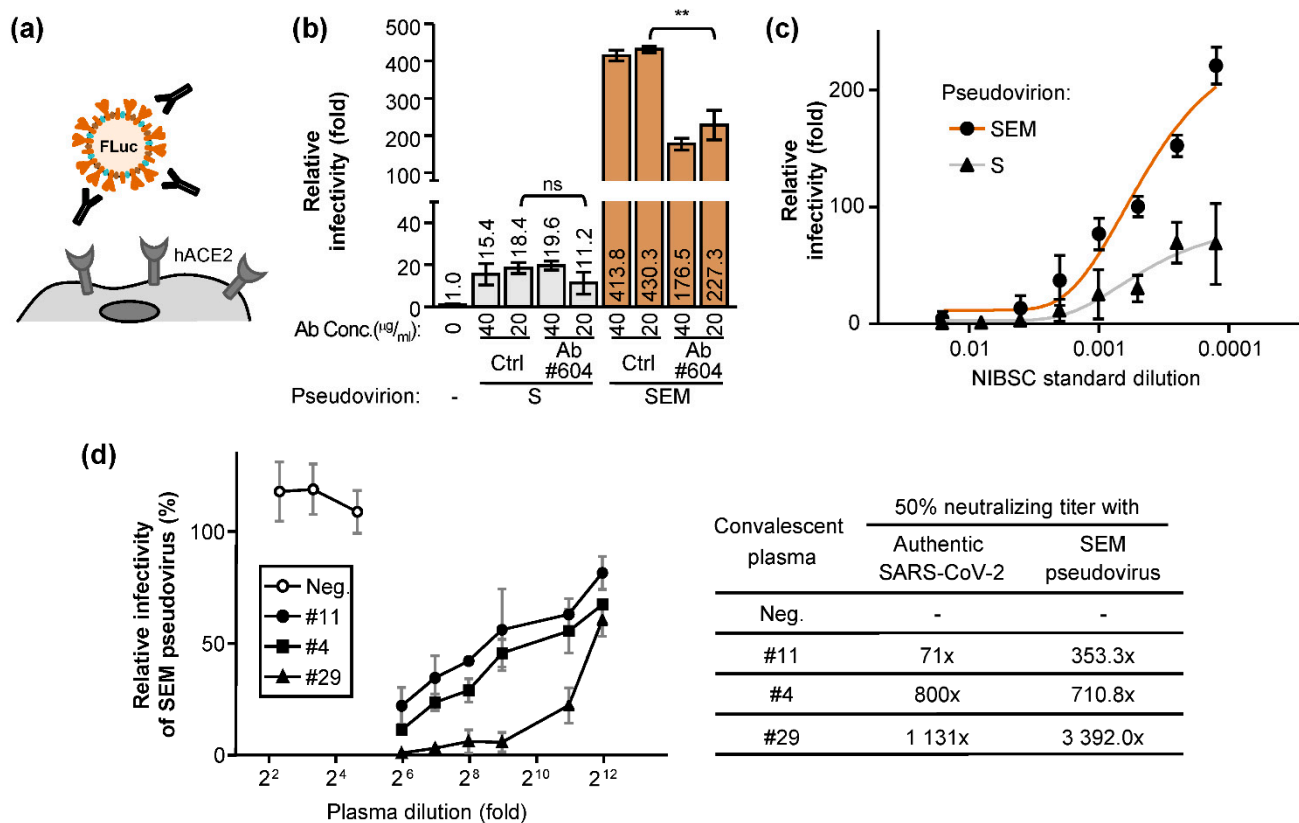 (a)
FLuc
hACE2
(b)
Relative
infectivity (fold)
500
400
300
200
100
40
20
0
**
ns
1.0
15.4
18.4
19.6
11.2
413.8
430.3
176.5
227.3
Ab Conc.(μg/ml):
0
40
20
40
20
40
20
40
20
Ctrl
Ab
#604
Ctrl
Ab
#604
Pseudovirion:
-
S
SEM
(c)
Relative
infectivity (fold)
200
100
0
Pseudovirion:
SEM
S
0.01
0.001
0.0001
NIBSC standard dilution
(d)
Relative infectivity
of SEM pseudovirus (%)
100
50
0
Neg.
#11
#4
#29
2^2
2^4
2^6
2^8
2^10
2^12
Plasma dilution (fold)
Convalescent
plasma
50% neutralizing titer with
Authentic
SARS-CoV-2
SEM
pseudovirus
Neg. - -
#11 71x 353.3x
#4 800x 710.8x
#29 1 131x 3 392.0x